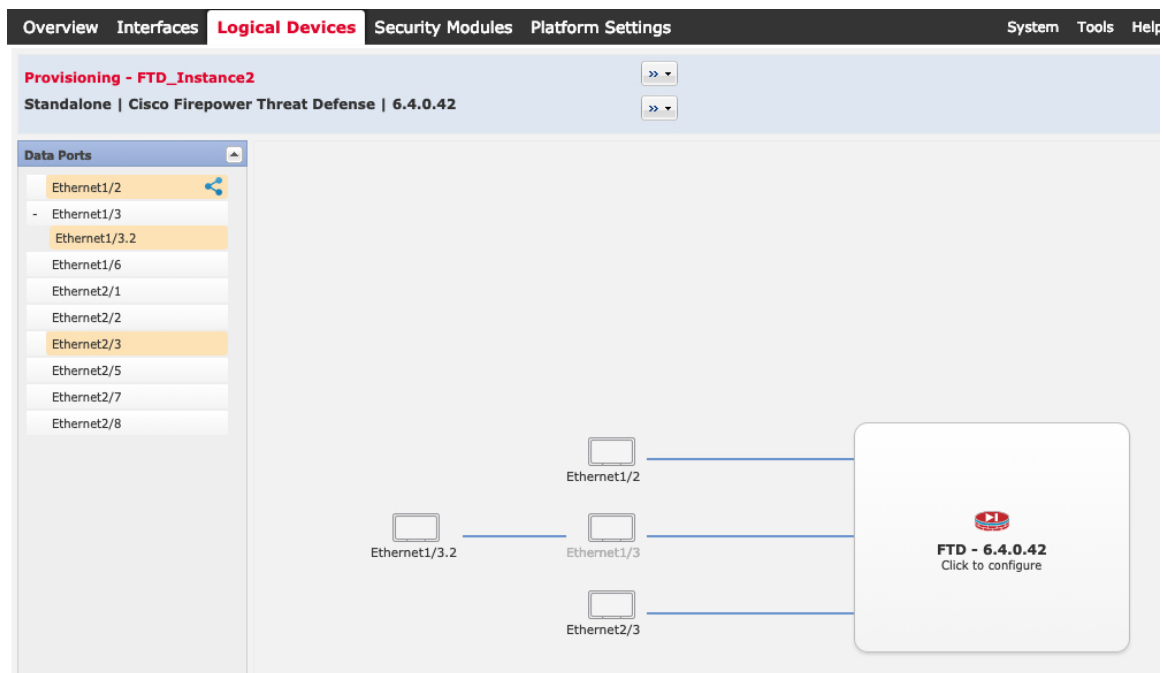 Overview Interfaces Logical Devices Security Modules Platform Settings System Tools Help
Provisioning - FTD_Instance2
Standalone | Cisco Firepower Threat Defense | 6.4.0.42
Data Ports
Ethernet1/2
- Ethernet1/3
Ethernet1/3.2
Ethernet1/6
Ethernet2/1
Ethernet2/2
Ethernet2/3
Ethernet2/5
Ethernet2/7
Ethernet2/8
Ethernet1/2
Ethernet1/3.2
Ethernet1/3
Ethernet2/3
FTD - 6.4.0.42
Click to configure